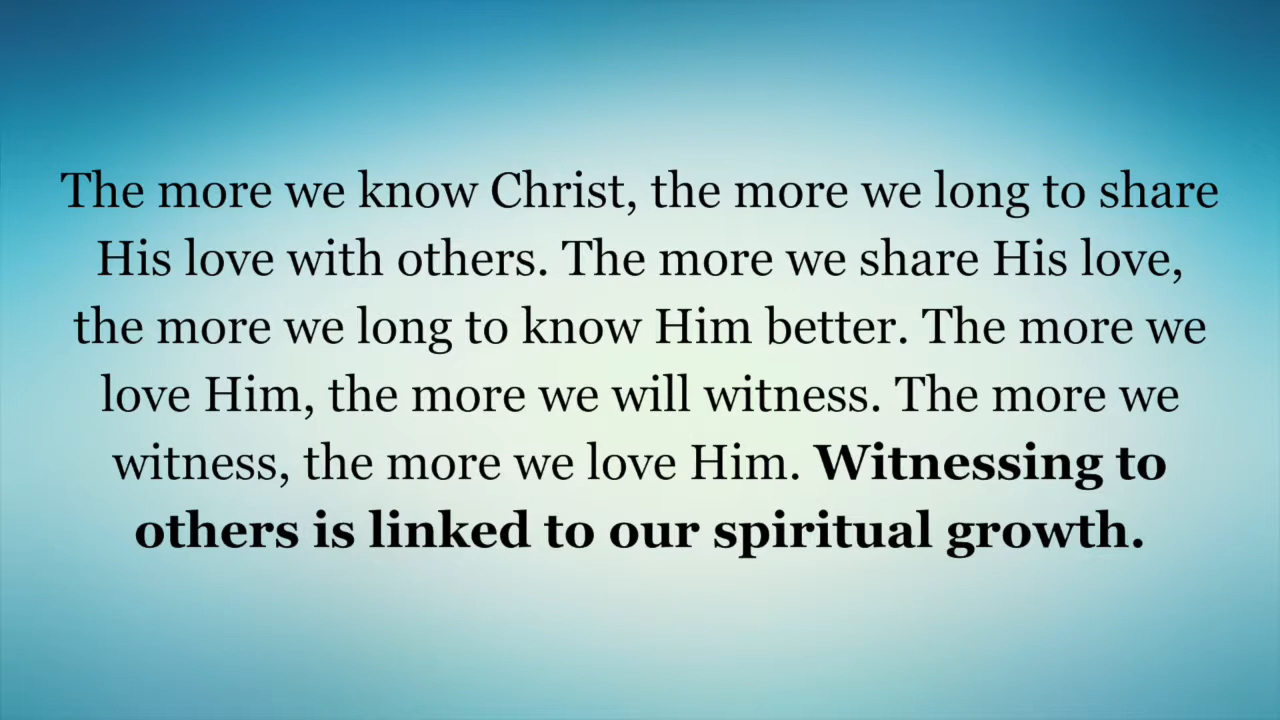 The more we know Christ, the more we long to share
His love with others. The more we share His love,
the more we long to know Him better. The more we
love Him, the more we will witness. The more we
witness, the more we love Him. Witnessing to
others is linked to our spiritual growth.